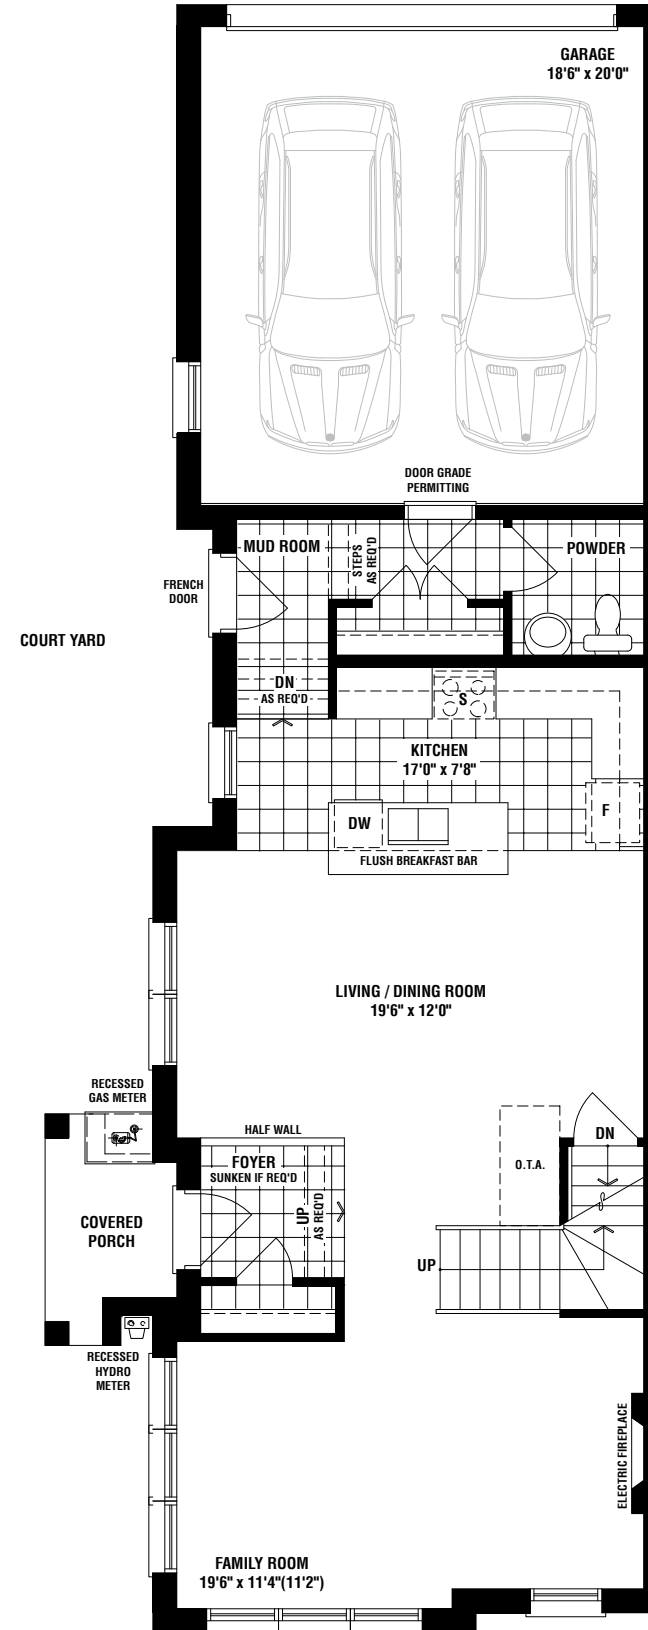 GARAGE
18'6" x 20'0"
DOOR GRADE
PERMITTING
MUD ROOM
STEPS
AS REQ'D
POWDER
FRENCH
DOOR
COURT YARD
DN
AS REQ'D
S
KITCHEN
17'0" x 7'8"
F
DW
FLUSH BREAKFAST BAR
LIVING / DINING ROOM
19'6" x 12'0"
RECESSED
GAS METER
HALF WALL
DN
FOYER
SUNKEN IF REQ'D
O.T.A.
UP
AS REQ'D
COVERED
PORCH
UP
RECESSED
HYDRO
METER
ELECTRIC FIREPLACE
FAMILY ROOM
19'6" x 11'4"(11'2")